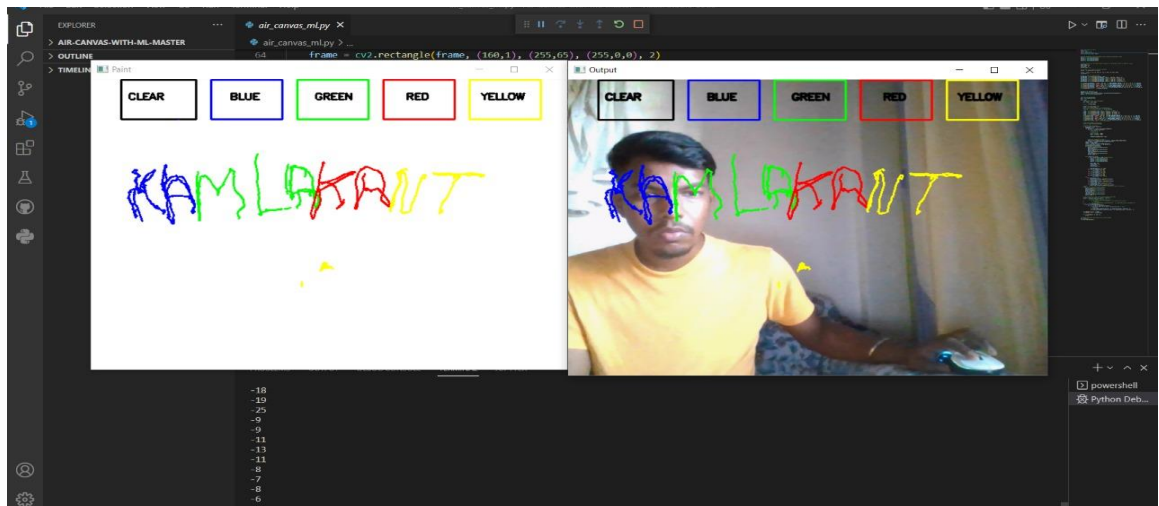 EXPLORER
air_canvas_ml.py
AIR-CANVAS-WITH-ML-MASTER
air_canvas_ml.py > ...
OUTLINE
64 frame = cv2.rectangle(frame, (160,1), (255,65), (255,0,0), 2)
TIMELIN
Paint
Output
CLEAR BLUE GREEN RED YELLOW
CLEAR BLUE GREEN RED YELLOW
KAMLAKANT
KAMLAKANT
powershell
Python Deb...
-18
-19
-25
-9
-9
-11
-13
-11
-8
-7
-8
-6